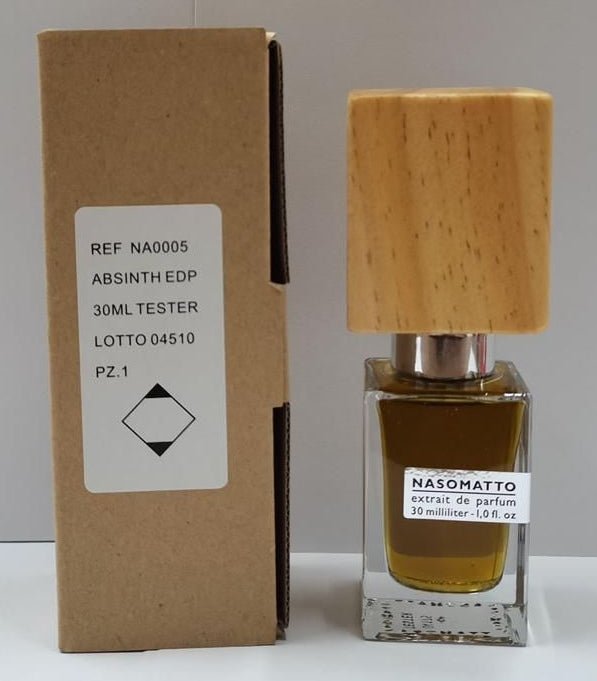 REF NA0005
ABSINTH EDP
30ML TESTER
LOTTO 04510
PZ.1
NASOMATTO
extrait de parfum
30 milliliter - 1,0 fl. oz